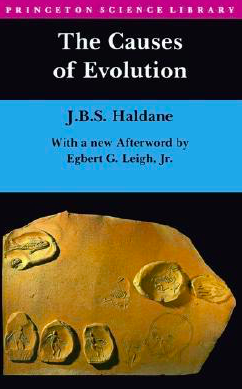 PRINCETON SCIENCE LIBRARY
The Causes
of Evolution
J.B.S. Haldane
With a new Afterword by
Egbert G. Leigh, Jr.